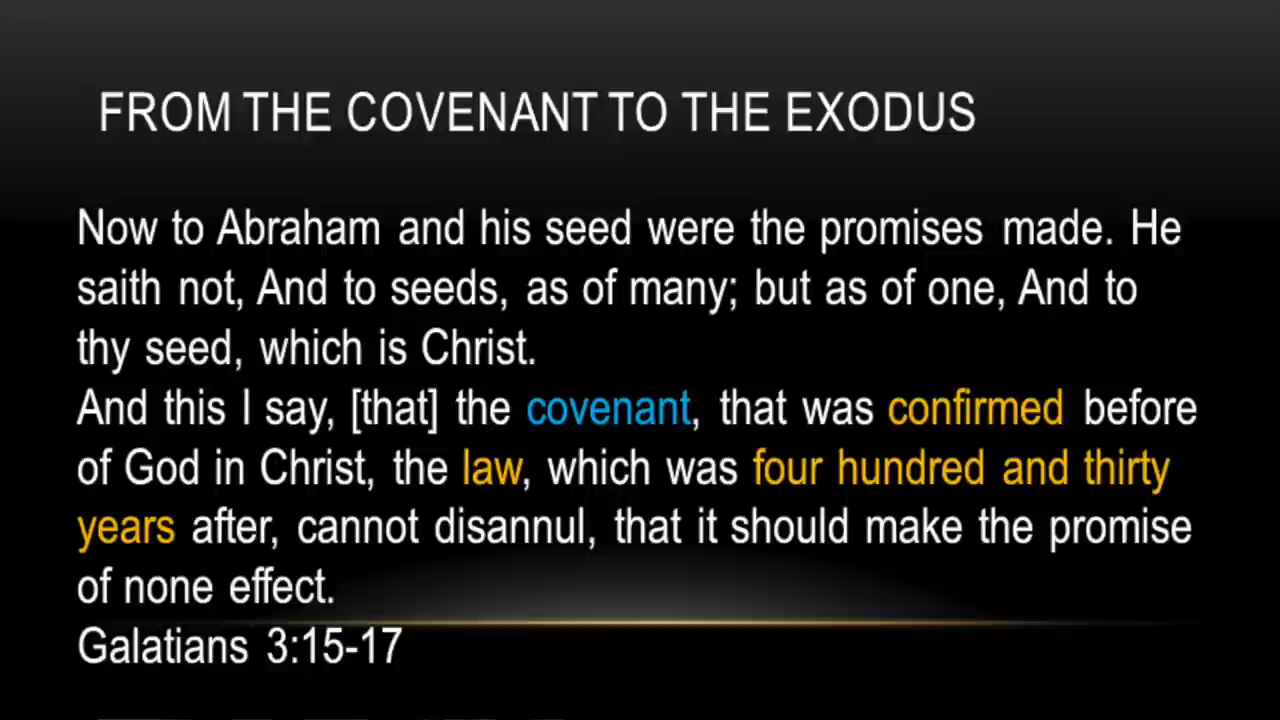 FROM THE COVENANT TO THE EXODUS
Now to Abraham and his seed were the promises made. He
saith not, And to seeds, as of many; but as of one, And to
thy seed, which is Christ.
And this I say, [that] the covenant, that was confirmed before
of God in Christ, the law, which was four hundred and thirty
years after, cannot disannul, that it should make the promise
of none effect.
Galatians 3:15-17